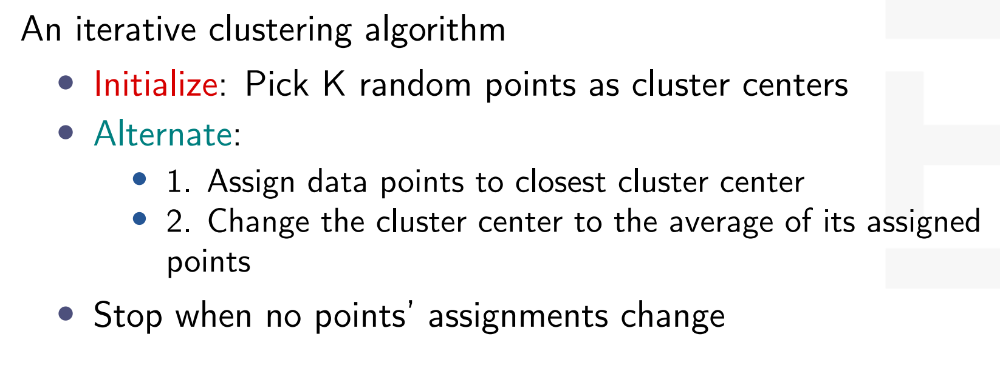 An iterative clustering algorithm
• Initialize: Pick K random points as cluster centers
• Alternate:
• 1. Assign data points to closest cluster center
• 2. Change the cluster center to the average of its assigned
points
• Stop when no points’ assignments change